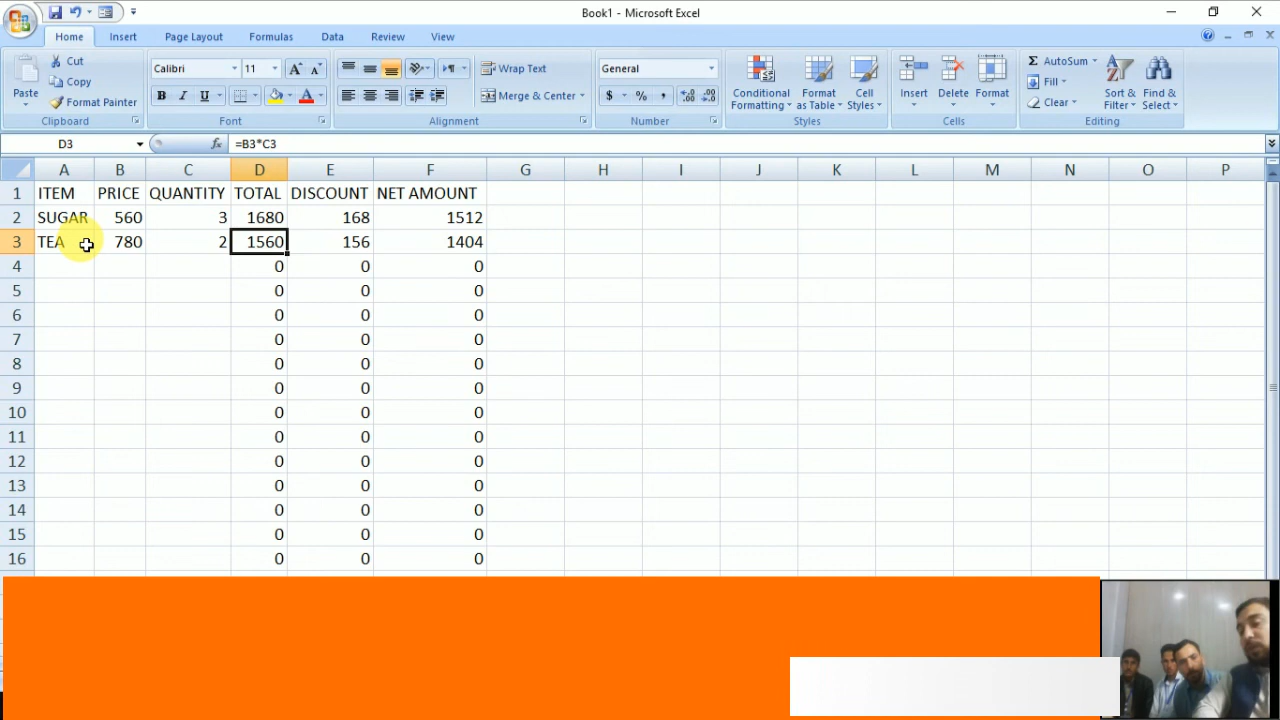 Book1 - Microsoft Excel
Home Insert Page Layout Formulas Data Review View
Paste Cut Copy Format Painter
Clipboard
Calibri 11 A A
B I U A
Font
Wrap Text
Merge & Center
Alignment
General
$ % ,
Number
Conditional Formatting Format as Table Cell Styles
Styles
Insert Delete Format
Cells
Σ AutoSum Fill Clear Sort & Filter Find & Select
Editing
D3 fx =B3*C3
A B C D E F G H I J K L M N O P
1 ITEM PRICE QUANTITY TOTAL DISCOUNT NET AMOUNT
2 SUGAR 560 3 1680 168 1512
3 TEA 780 2 1560 156 1404
4 0 0 0
5 0 0 0
6 0 0 0
7 0 0 0
8 0 0 0
9 0 0 0
10 0 0 0
11 0 0 0
12 0 0 0
13 0 0 0
14 0 0 0
15 0 0 0
16 0 0 0